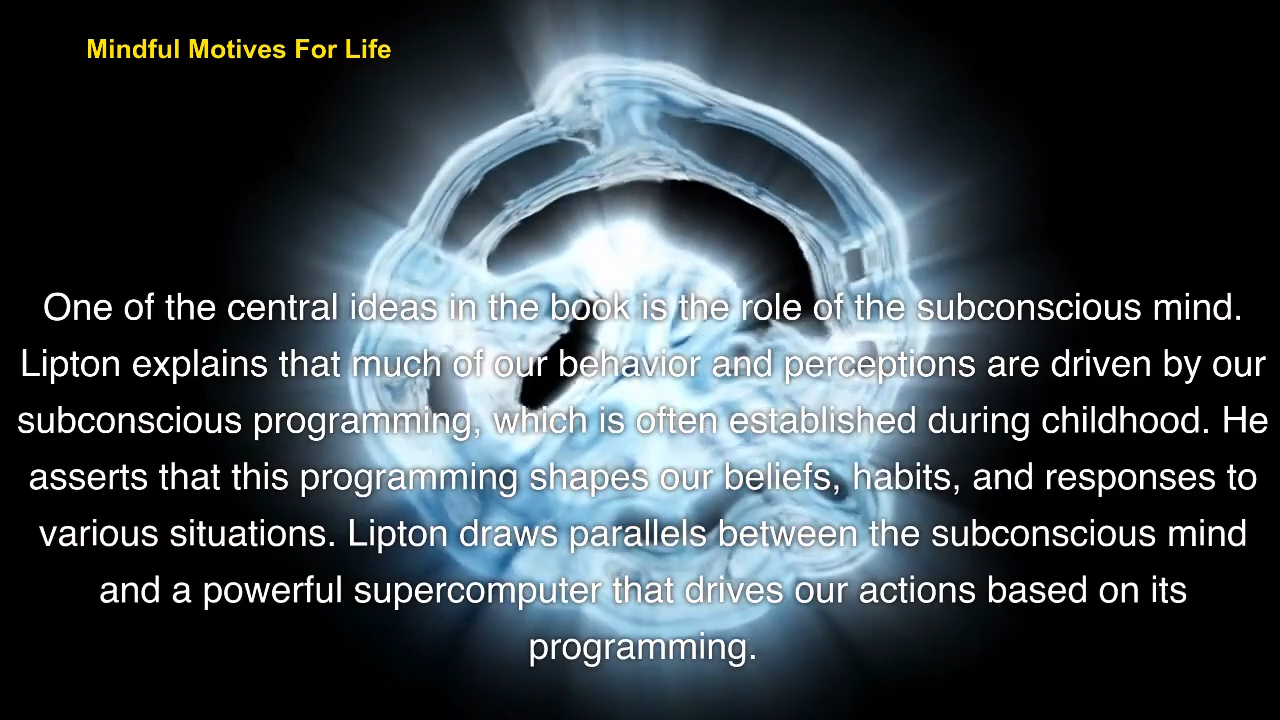 Mindful Motives For Life
One of the central ideas in the book is the role of the subconscious mind.
Lipton explains that much of our behavior and perceptions are driven by our
subconscious programming, which is often established during childhood. He
asserts that this programming shapes our beliefs, habits, and responses to
various situations. Lipton draws parallels between the subconscious mind
and a powerful supercomputer that drives our actions based on its
programming.